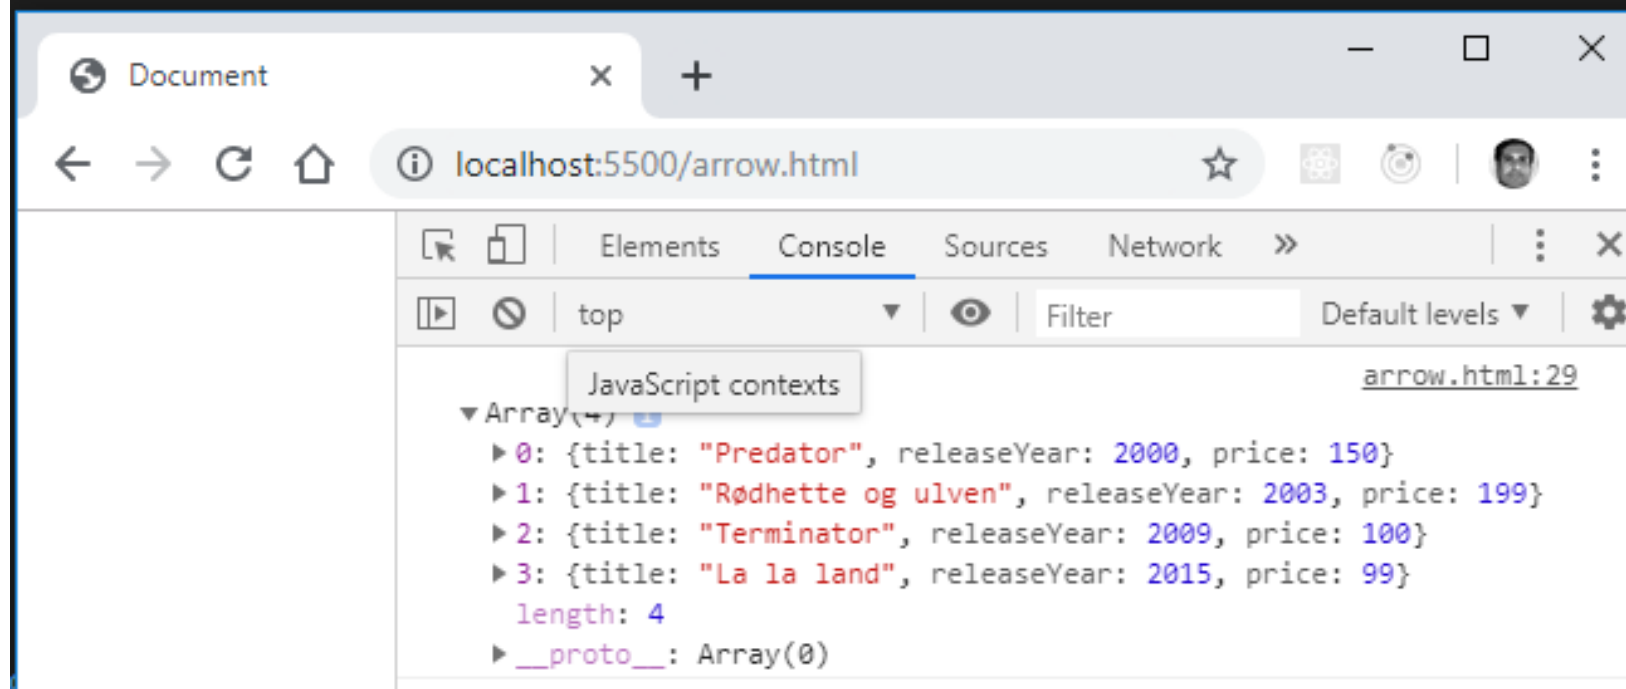 Document
localhost:5500/arrow.html
Elements Console Sources Network
top Filter Default levels
JavaScript contexts
arrow.html:29
Array(4)
0: {title: "Predator", releaseYear: 2000, price: 150}
1: {title: "Rødhette og ulven", releaseYear: 2003, price: 199}
2: {title: "Terminator", releaseYear: 2009, price: 100}
3: {title: "La la land", releaseYear: 2015, price: 99}
length: 4
__proto__: Array(0)